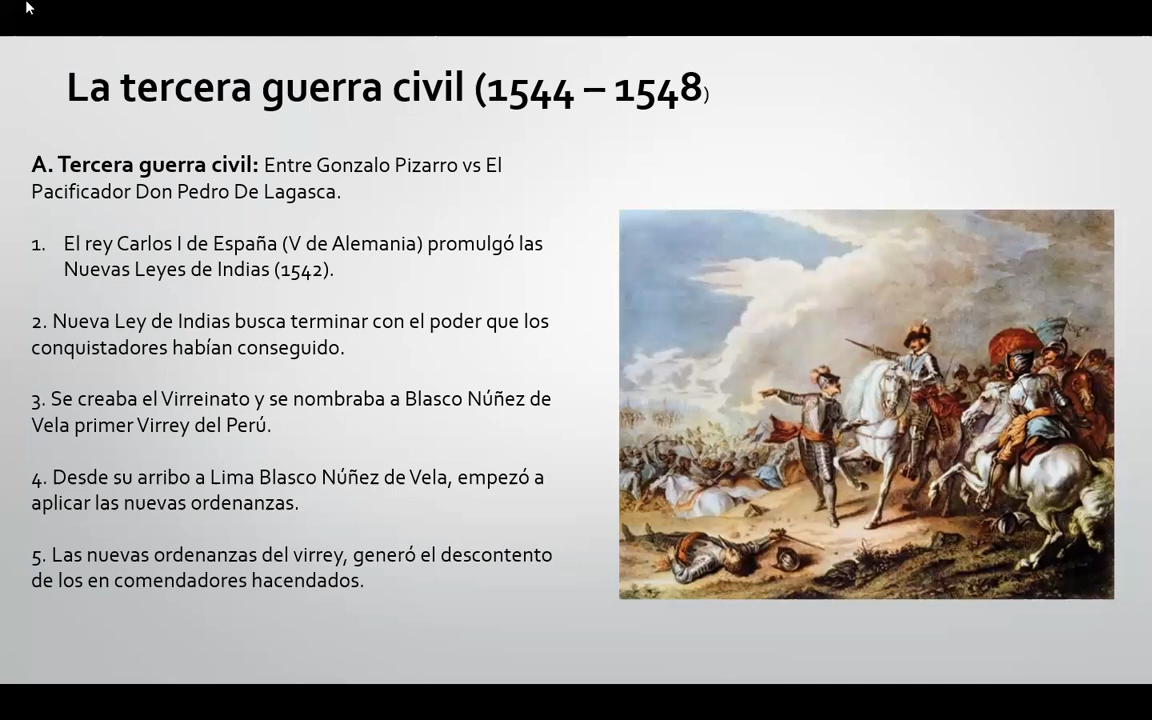 La tercera guerra civil (1544 – 1548)
A. Tercera guerra civil: Entre Gonzalo Pizarro vs El
Pacificador Don Pedro De Lagasca.
1. El rey Carlos I de España (V de Alemania) promulgó las
Nuevas Leyes de Indias (1542).
2. Nueva Ley de Indias busca terminar con el poder que los
conquistadores habían conseguido.
3. Se creaba el Virreinato y se nombraba a Blasco Núñez de
Vela primer Virrey del Perú.
4. Desde su arribo a Lima Blasco Núñez de Vela, empezó a
aplicar las nuevas ordenanzas.
5. Las nuevas ordenanzas del virrey, generó el descontento
de los en comendadores hacendados.